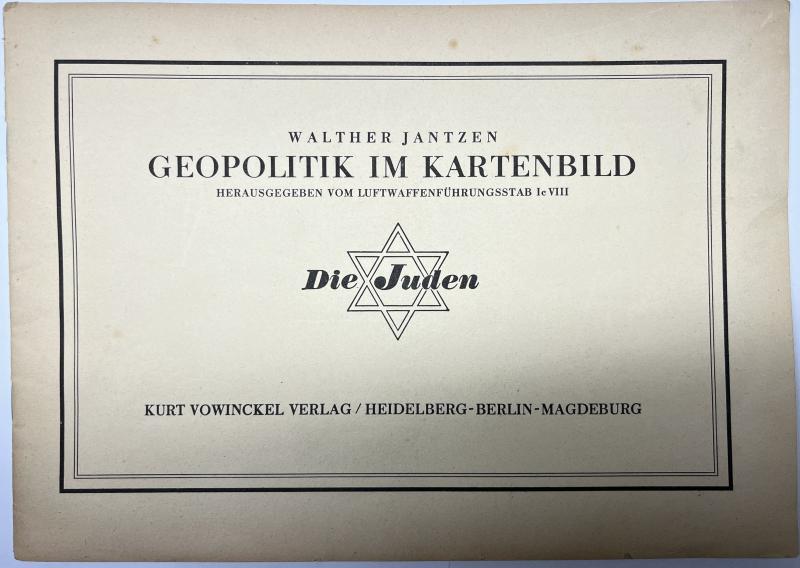 WALTHER JANTZEN
GEOPOLITIK IM KARTENBILD
HERAUSGEGEBEN VOM LUFTWAFFENFÜHRUNGSSTAB Ic VIII
Die Juden
KURT VOWINCKEL VERLAG / HEIDELBERG-BERLIN-MAGDEBURG